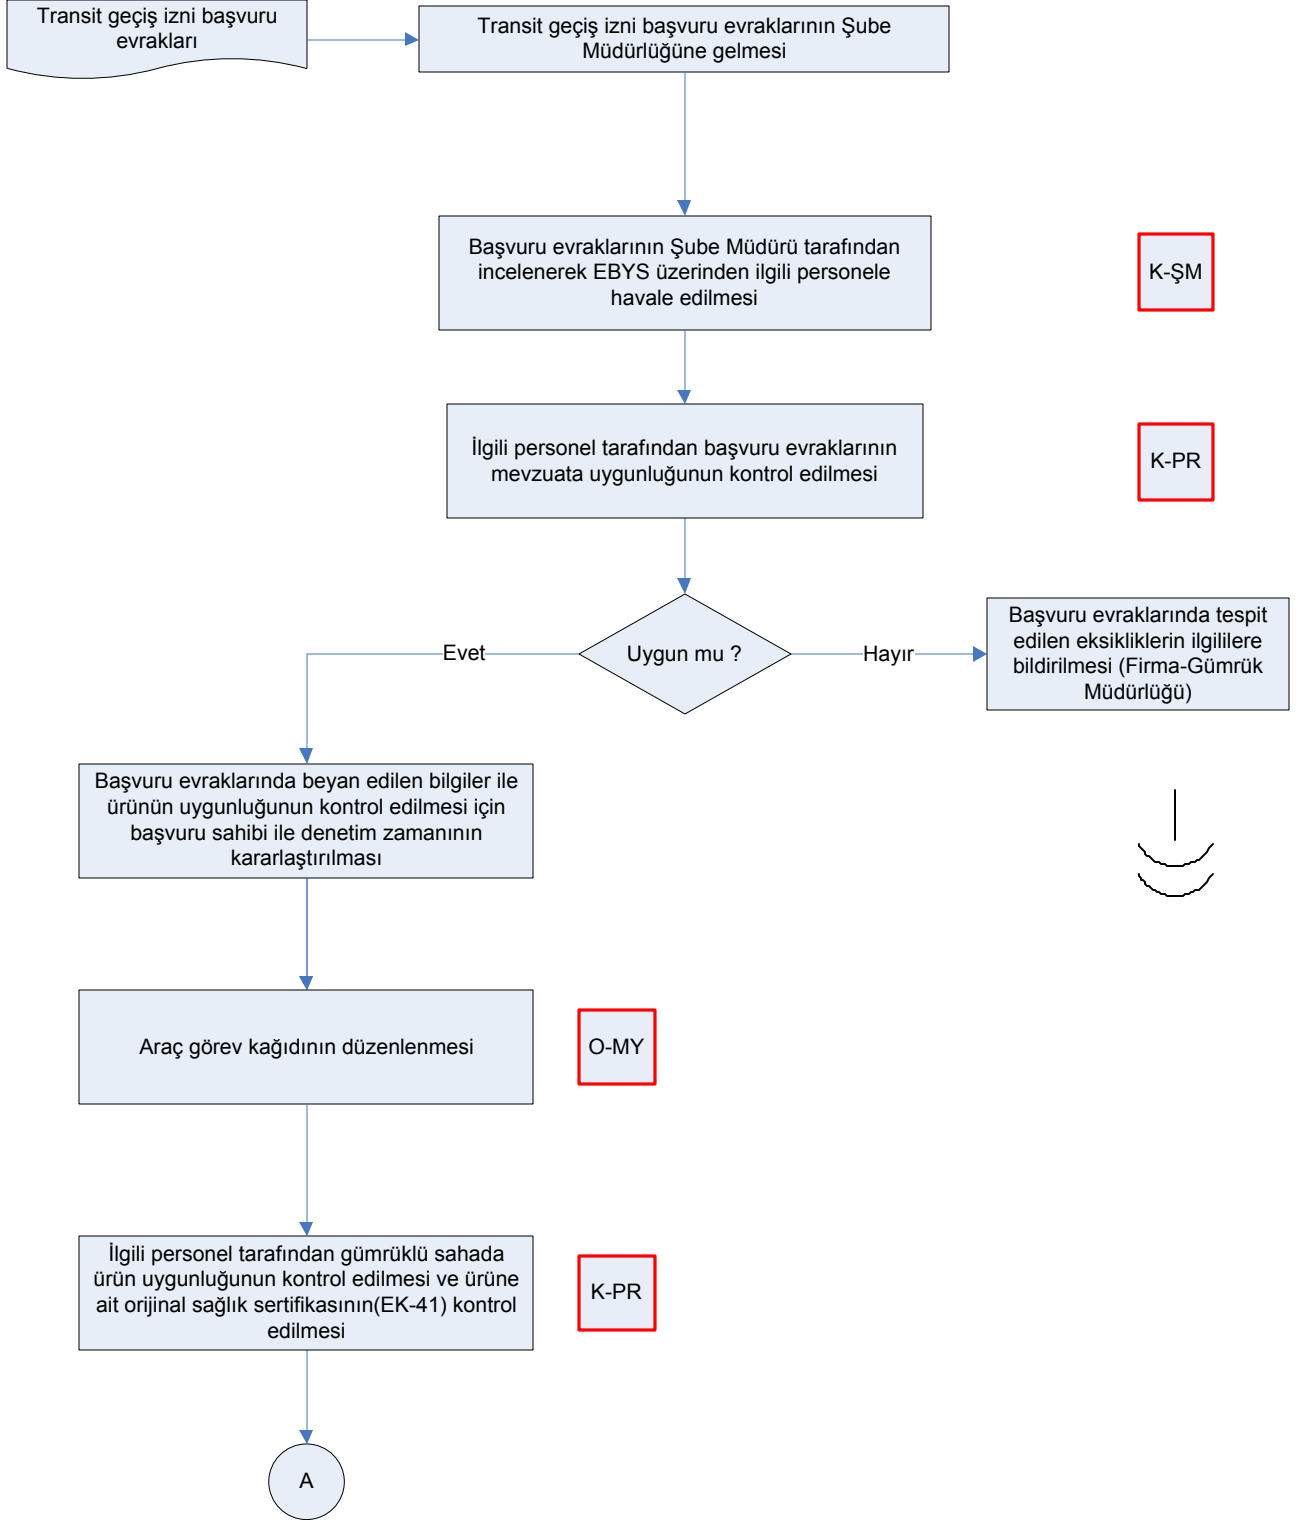 Transit geçiş izni başvuru
evrakları
Transit geçiş izni başvuru evraklarının Şube
Müdürlüğüne gelmesi
Başvuru evraklarının Şube Müdürü tarafından
incelenerek EBYS üzerinden ilgili personele
havale edilmesi
K-ŞM
İlgili personel tarafından başvuru evraklarının
mevzuata uygunluğunun kontrol edilmesi
K-PR
Evet
Uygun mu ?
Hayır
Başvuru evraklarında tespit
edilen eksikliklerin ilgililere
bildirilmesi (Firma-Gümrük
Müdürlüğü)
Başvuru evraklarında beyan edilen bilgiler ile
ürünün uygunluğunun kontrol edilmesi için
başvuru sahibi ile denetim zamanının
kararlaştırılması
Araç görev kağıdının düzenlenmesi
O-MY
İlgili personel tarafından gümrüklü sahada
ürün uygunluğunun kontrol edilmesi ve ürüne
ait orijinal sağlık sertifikasının(EK-41) kontrol
edilmesi
K-PR
A